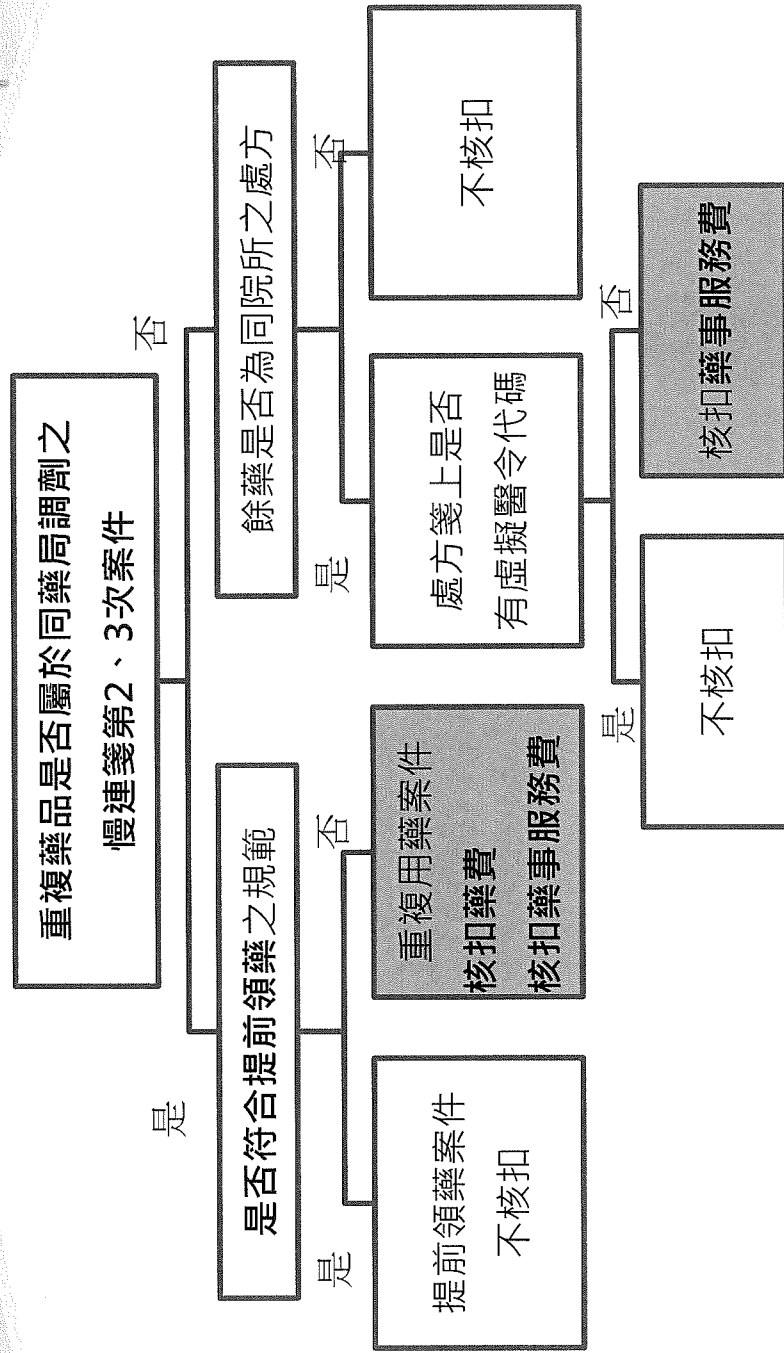 重複藥品是否屬於同藥局調劑之
慢連箋第2、3次案件
是
否
是否符合提前領藥之規範
餘藥是否為同院所之處方
是
否
是
否
提前領藥案件
不核扣
重複用藥案件
核扣藥費
核扣藥事服務費
處方箋上是否
有虛擬醫令代碼
不核扣
是
否
不核扣
核扣藥事服務費